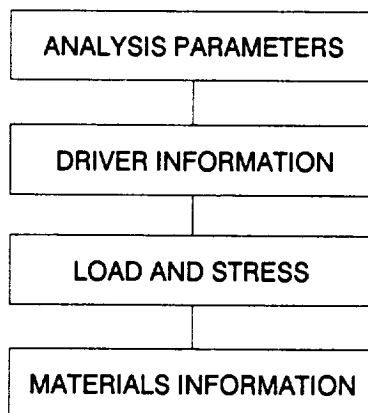 ANALYSIS PARAMETERS
DRIVER INFORMATION
LOAD AND STRESS
MATERIALS INFORMATION